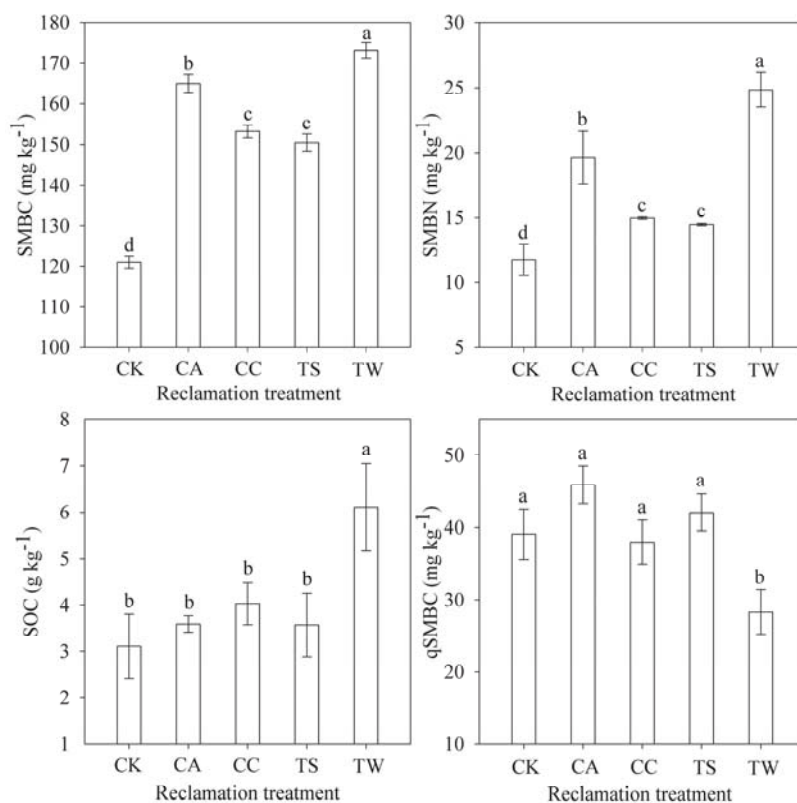 SMBC (mg kg⁻¹)
180
170
160
150
140
130
120
110
100
d
b
c
c
a
CK CA CC TS TW
Reclamation treatment
SMBN (mg kg⁻¹)
30
25
20
15
10
5
d
b
c
c
a
CK CA CC TS TW
Reclamation treatment
SOC (g kg⁻¹)
8
7
6
5
4
3
2
1
b
b
b
b
a
CK CA CC TS TW
Reclamation treatment
qSMBC (mg kg⁻¹)
50
40
30
20
10
a
a
a
a
b
CK CA CC TS TW
Reclamation treatment